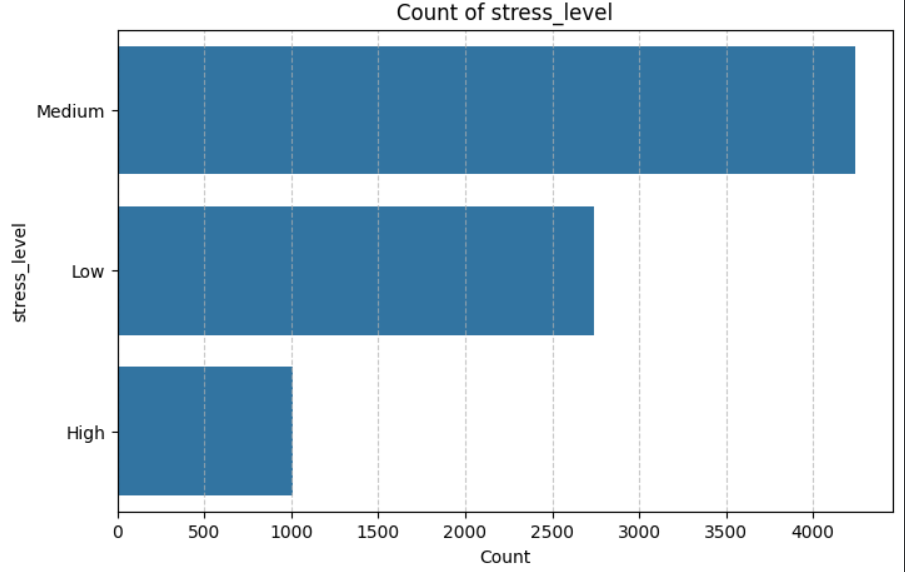 Count of stress_level
Medium
Low
High
stress_level
0 500 1000 1500 2000 2500 3000 3500 4000
Count